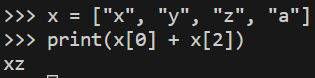 >>> x = ["x", "y", "z", "a"]
>>> print(x[0] + x[2])
xz